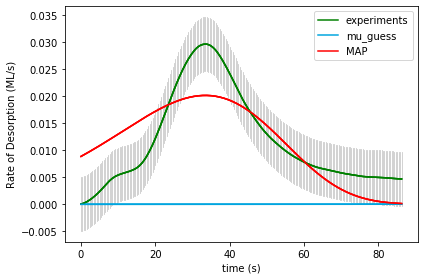 experiments
mu_guess
MAP
0.035
0.030
0.025
0.020
0.015
0.010
0.005
0.000
−0.005
Rate of Desorption (ML/s)
0 20 40 60 80
time (s)